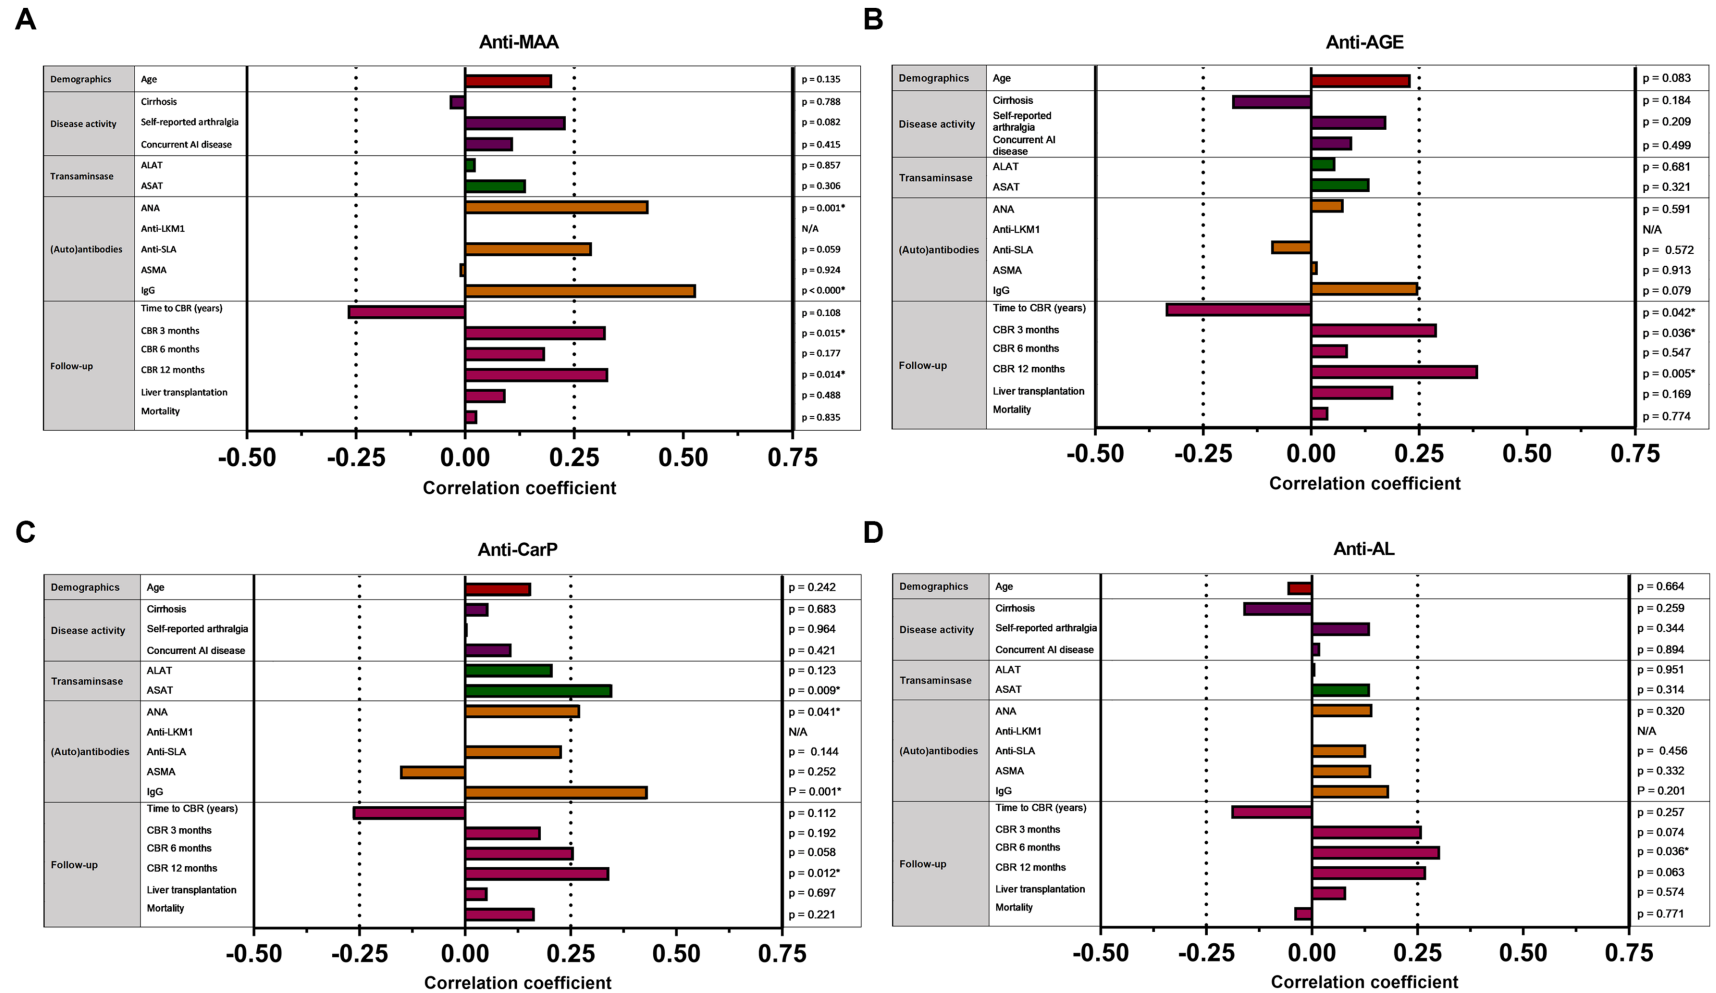 A
Anti-MAA
Demographics
Age
p = 0.135
Disease activity
Cirrhosis
p = 0.788
Self-reported arthralgia
p = 0.082
Concurrent AI disease
p = 0.415
Transaminsase
ALAT
p = 0.857
ASAT
p = 0.306
(Auto)antibodies
ANA
p = 0.001*
Anti-LKM1
N/A
Anti-SLA
p = 0.059
ASMA
p = 0.924
IgG
p < 0.000*
Follow-up
Time to CBR (years)
p = 0.108
CBR 3 months
p = 0.015*
CBR 6 months
p = 0.177
CBR 12 months
p = 0.014*
Liver transplantation
p = 0.488
Mortality
p = 0.835
-0.50 -0.25 0.00 0.25 0.50 0.75
Correlation coefficient
B
Anti-AGE
Demographics
Age
p = 0.083
Disease activity
Cirrhosis
p = 0.184
Self-reported
arthralgia
p = 0.209
Concurrent AI
disease
p = 0.499
Transaminsase
ALAT
p = 0.681
ASAT
p = 0.321
(Auto)antibodies
ANA
p = 0.591
Anti-LKM1
N/A
Anti-SLA
p = 0.572
ASMA
p = 0.913
IgG
p = 0.079
Follow-up
Time to CBR (years)
p = 0.042*
CBR 3 months
p = 0.036*
CBR 6 months
p = 0.547
CBR 12 months
p = 0.005*
Liver transplantation
p = 0.169
Mortality
p = 0.774
-0.50 -0.25 0.00 0.25 0.50 0.75
Correlation coefficient
C
Anti-CarP
Demographics
Age
p = 0.242
Disease activity
Cirrhosis
p = 0.683
Self-reported arthralgia
p = 0.964
Concurrent AI disease
p = 0.421
Transaminsase
ALAT
p = 0.123
ASAT
p = 0.009*
(Auto)antibodies
ANA
p = 0.041*
Anti-LKM1
N/A
Anti-SLA
p = 0.144
ASMA
p = 0.252
IgG
P = 0.001*
Follow-up
Time to CBR (years)
p = 0.112
CBR 3 months
p = 0.192
CBR 6 months
p = 0.058
CBR 12 months
p = 0.012*
Liver transplantation
p = 0.697
Mortality
p = 0.221
-0.50 -0.25 0.00 0.25 0.50 0.75
Correlation coefficient
D
Anti-AL
Demographics
Age
p = 0.664
Disease activity
Cirrhosis
p = 0.259
Self-reported arthralgia
p = 0.344
Concurrent AI disease
p = 0.894
Transaminsase
ALAT
p = 0.951
ASAT
p = 0.314
(Auto)antibodies
ANA
p = 0.320
Anti-LKM1
N/A
Anti-SLA
p = 0.456
ASMA
p = 0.332
IgG
P = 0.201
Follow-up
Time to CBR (years)
p = 0.257
CBR 3 months
p = 0.074
CBR 6 months
p = 0.036*
CBR 12 months
p = 0.063
Liver transplantation
p = 0.574
Mortality
p = 0.771
-0.50 -0.25 0.00 0.25 0.50 0.75
Correlation coefficient